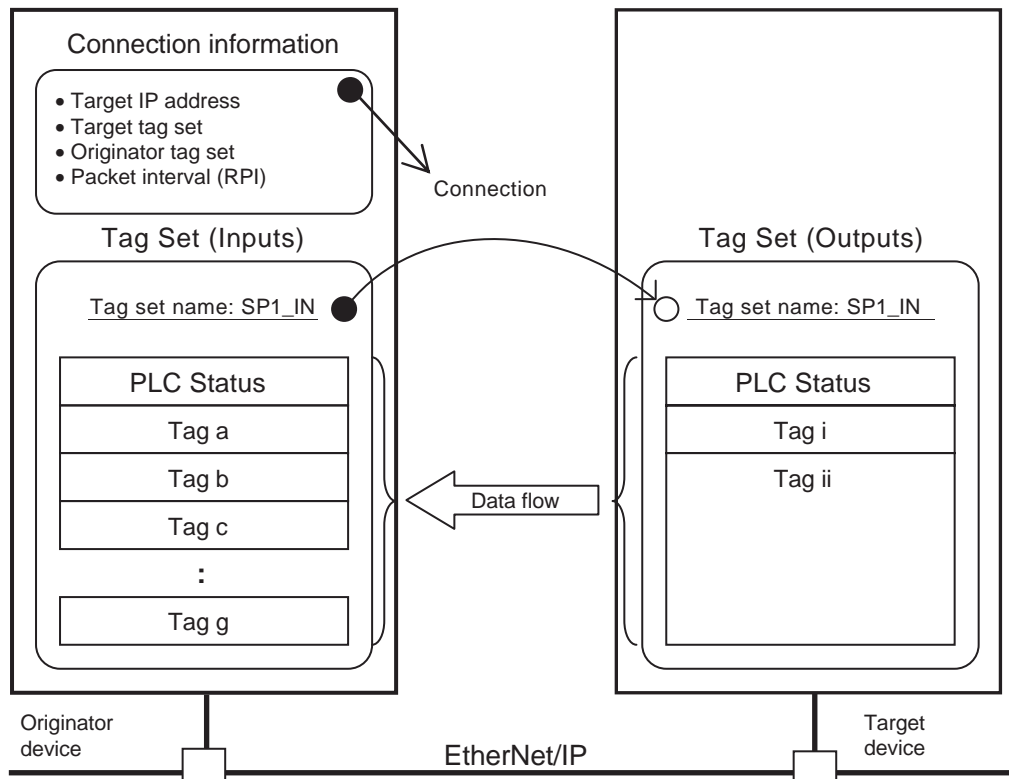 Connection information
• Target IP address
• Target tag set
• Originator tag set
• Packet interval (RPI)
Connection
Tag Set (Inputs)
Tag set name: SP1_IN
PLC Status
Tag a
Tag b
Tag c
:
Tag g
Data flow
Tag Set (Outputs)
Tag set name: SP1_IN
PLC Status
Tag i
Tag ii
Originator
device
EtherNet/IP
Target
device